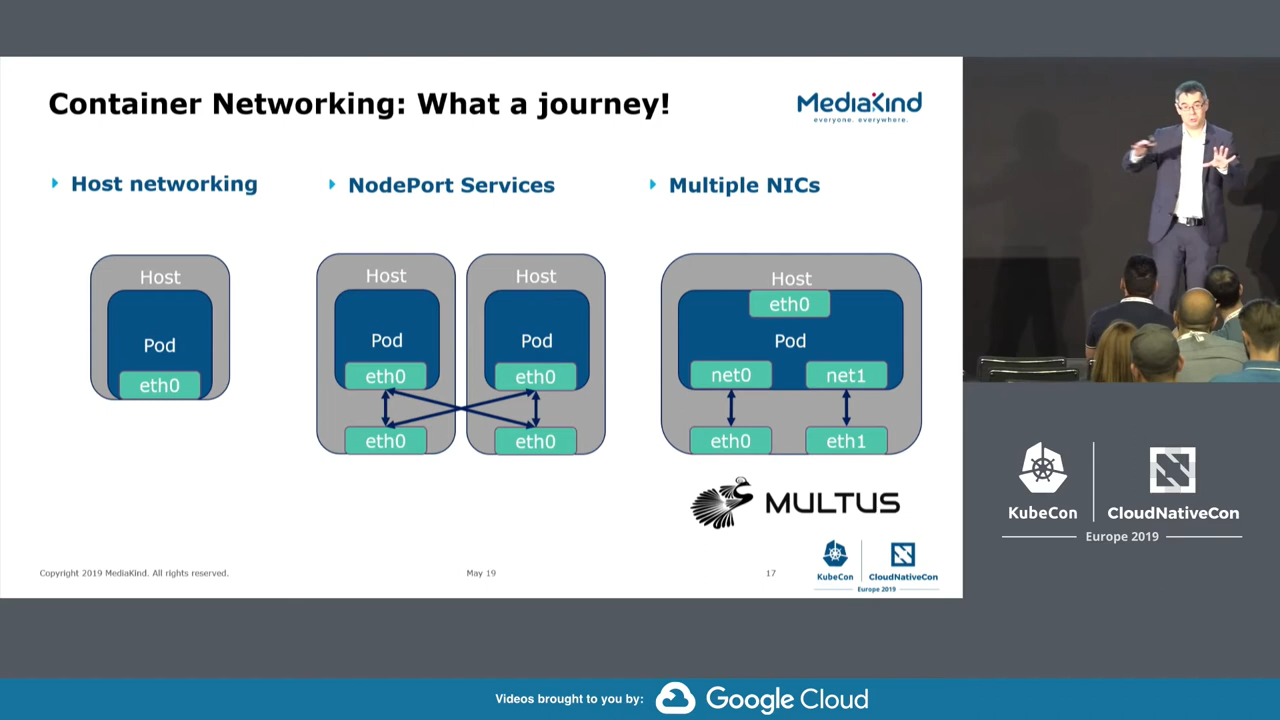 Container Networking: What a journey!
MediaKind
everyone. everywhere.
Host networking
NodePort Services
Multiple NICs
Host
Pod
eth0
Host
Pod
eth0
eth0
Host
Pod
eth0
eth0
Host
eth0
Pod
net0
net1
eth0
eth1
MULTUS
Copyright 2019 MediaKind. All rights reserved.
May 19
17
KubeCon
CloudNativeCon
Europe 2019
KubeCon
CloudNativeCon
Europe 2019
Videos brought to you by:
Google Cloud